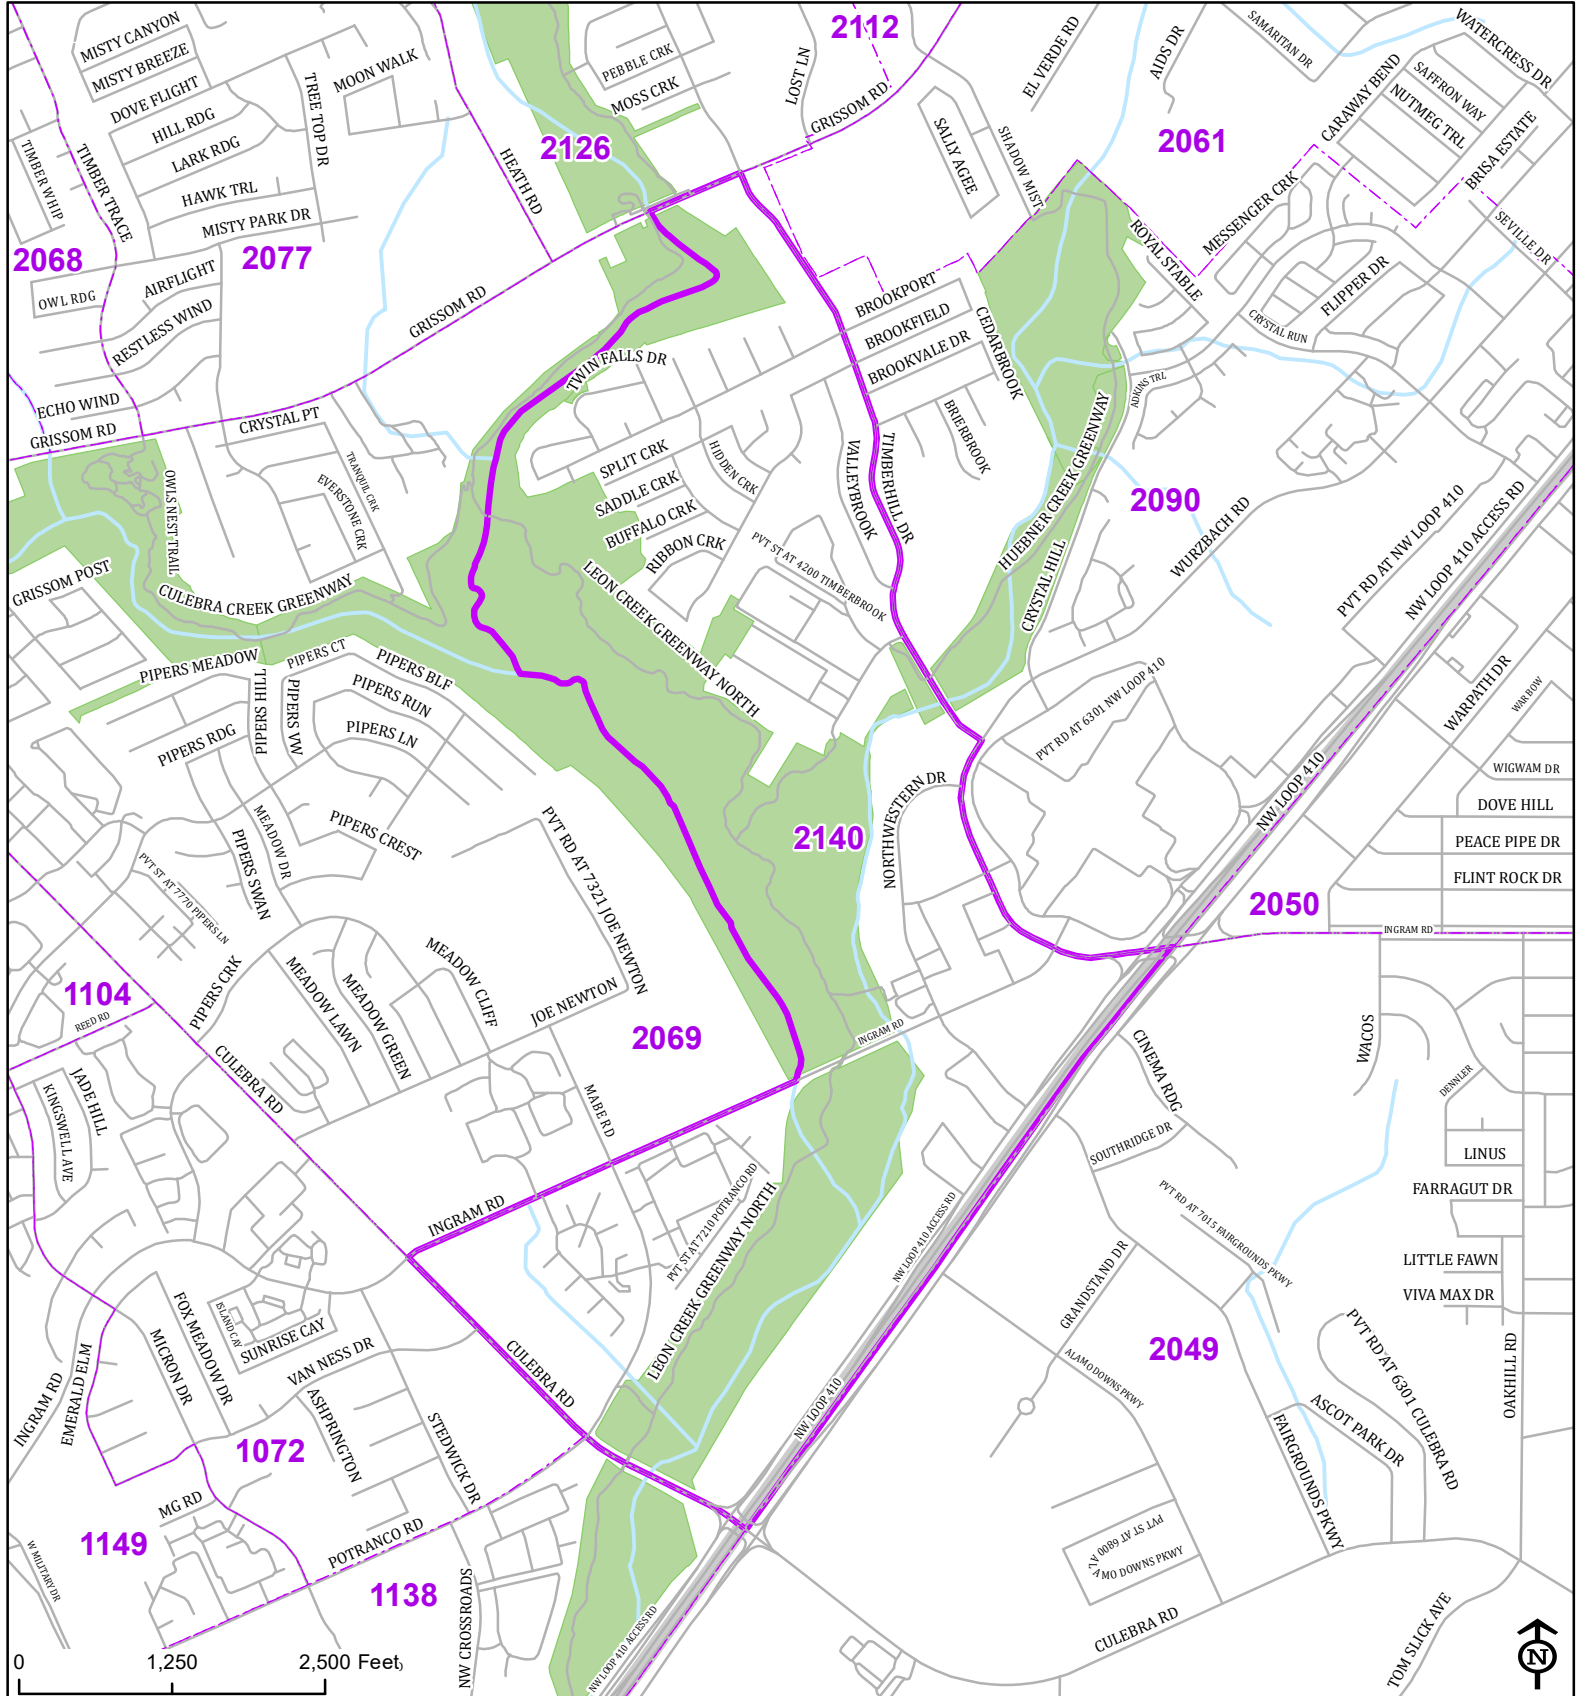 MISTY CANYON
MISTY BREEZE
DOVE FLIGHT
HILL RDG
LARK RDG
HAWK TRL
MISTY PARK DR
TREE TOP DR
MOON WALK
TIMBER WHIP
TIMBER TRACE
HEATH RD
2126
PEBBLE CRK
MOSS CRK
LOST LN
2112
GRISSOM RD
SALLY AGEE
SHADOW MIST
EL VERDE RD
AIDS DR
SAMARITAN DR
2061
WATERCRESS DR
CARAWAY BEND
SAFFRON WAY
NUTMEG TRL
BRISA ESTATE
MESSENGER CRK
SEVILLE DR
ROYAL STABLE
FLIPPER DR
CRYSTAL RUN
2068
2077
OWL RDG
AIRFLIGHT
RESTLESS WIND
ECHO WIND
GRISSOM RD
GRISSOM RD
CRYSTAL PT
TWIN FALLS DR
BROOKPORT
BROOKFIELD
BROOKVALE DR
CEDARBROOK
BRIERBROOK
ADKINS TRL
HUEBNER CREEK GREENWAY
OWLS NEST TRAIL
TRANQUIL CRK
EVERSTONE CRK
SPLIT CRK
SADDLE CRK
BUFFALO CRK
RIBBON CRK
HIDDEN CRK
VALLEYBROOK
TIMBERHILL DR
PVT ST AT 4200 TIMBERBROOK
2090
WURZBACH RD
PVT RD AT NW LOOP 410
NW LOOP 410 ACCESS RD
CRYSTAL HILL
GRISSOM POST
CULEBRA CREEK GREENWAY
LEON CREEK GREENWAY NORTH
PIPERS MEADOW
PIPERS CT
PIPERS BLF
PIPERS RUN
PIPERS LN
PIPERS HILL
PIPERS VW
PIPERS RDG
PVT RD AT 6301 NW LOOP 410
WARPATH DR
WAR BOW
WIGWAM DR
DOVE HILL
PEACE PIPE DR
FLINT ROCK DR
NW LOOP 410
2140
NORTHWESTERN DR
PIPERS CREST
MEADOW DR
PIPERS SWAN
PVT ST AT 7770 PIPERS LN
PVT RD AT 7321 JOE NEWTON
2050
INGRAM RD
1104
REED RD
PIPERS CRK
MEADOW LAWN
MEADOW GREEN
MEADOW CLIFF
JOE NEWTON
2069
INGRAM RD
WACOS
CINEMA RDG
DENNLER
CULEBRA RD
JADE HILL
KINGSWELL AVE
MABE RD
SOUTHRIDGE DR
LINUS
FARRAGUT DR
PVT RD AT 7015 FAIRGROUNDS PKWY
INGRAM RD
PVT ST AT 7210 POTRANCO RD
LEON CREEK GREENWAY NORTH
NW LOOP 410 ACCESS RD
GRANDSTAND DR
LITTLE FAWN
VIVA MAX DR
2049
PVT RD AT 6301 CULEBRA RD
OAKHILL RD
ISLAND CAY
SUNRISE CAY
FOX MEADOW DR
MICRON DR
EMERALD ELM
INGRAM RD
VAN NESS DR
ASHPRINGTON
CULEBRA RD
ALAMO DOWNS PKWY
ASCOT PARK DR
FAIRGROUNDS PKWY
NW LOOP 410
STEDWICK DR
1072
MG RD
POTRANCO RD
1149
W MILITARY DR
1138
NW CROSSROADS
NW LOOP 410 ACCESS RD
PVT ST AT 6800 AL
AMO DOWNS PKWY
CULEBRA RD
TOM SLICK AVE
0 1,250 2,500 Feet
N